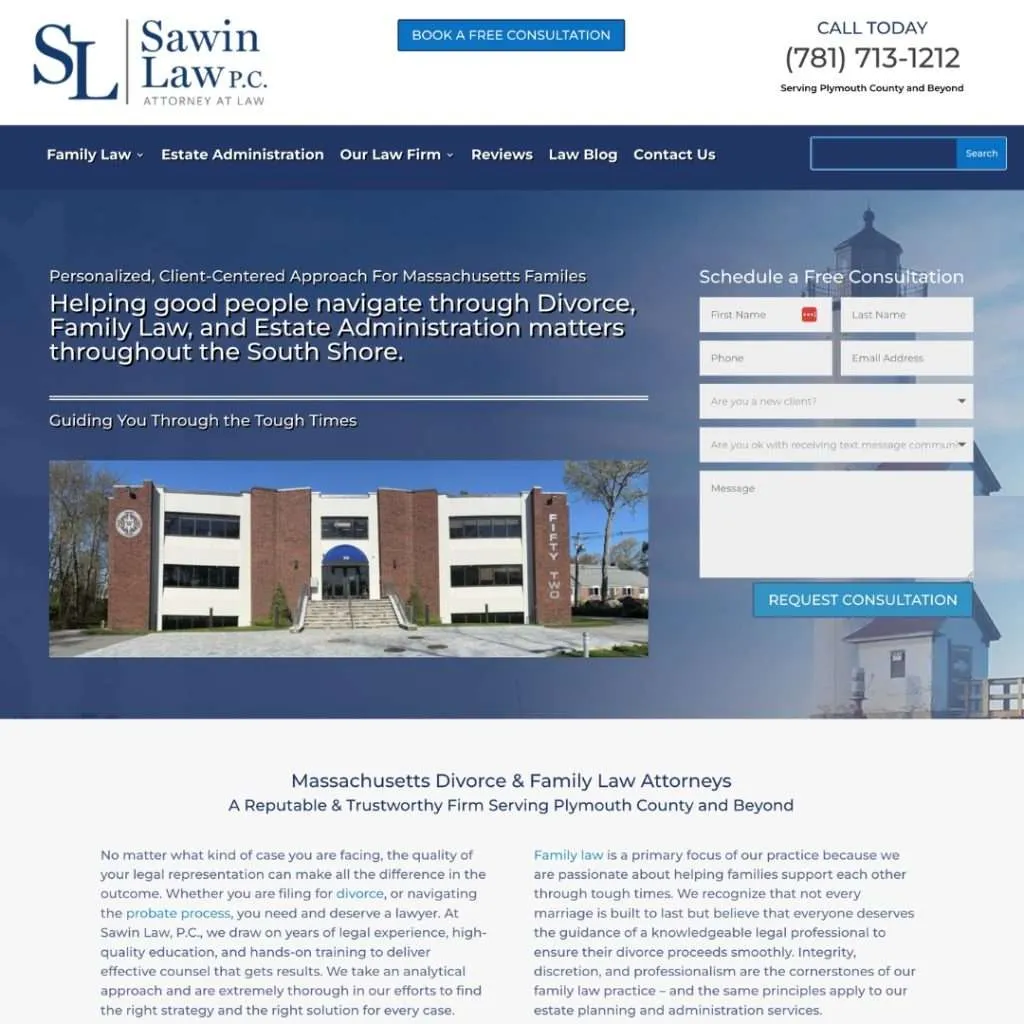 SL
Sawin
Law P.C.
ATTORNEY AT LAW
BOOK A FREE CONSULTATION
CALL TODAY
(781) 713-1212
Serving Plymouth County and Beyond
Family Law
Estate Administration
Our Law Firm
Reviews
Law Blog
Contact Us
Search
Personalized, Client-Centered Approach For Massachusetts Familes
Helping good people navigate through Divorce,
Family Law, and Estate Administration matters
throughout the South Shore.
Guiding You Through the Tough Times
FIFTY TWO
Schedule a Free Consultation
First Name
Last Name
Phone
Email Address
Are you a new client?
Are you ok with receiving text message communi
Message
REQUEST CONSULTATION
Massachusetts Divorce & Family Law Attorneys
A Reputable & Trustworthy Firm Serving Plymouth County and Beyond
No matter what kind of case you are facing, the quality of
your legal representation can make all the difference in the
outcome. Whether you are filing for divorce, or navigating
the probate process, you need and deserve a lawyer. At
Sawin Law, P.C., we draw on years of legal experience, high-
quality education, and hands-on training to deliver
effective counsel that gets results. We take an analytical
approach and are extremely thorough in our efforts to find
the right strategy and the right solution for every case.
Family law is a primary focus of our practice because we
are passionate about helping families support each other
through tough times. We recognize that not every
marriage is built to last but believe that everyone deserves
the guidance of a knowledgeable legal professional to
ensure their divorce proceeds smoothly. Integrity,
discretion, and professionalism are the cornerstones of our
family law practice – and the same principles apply to our
estate planning and administration services.